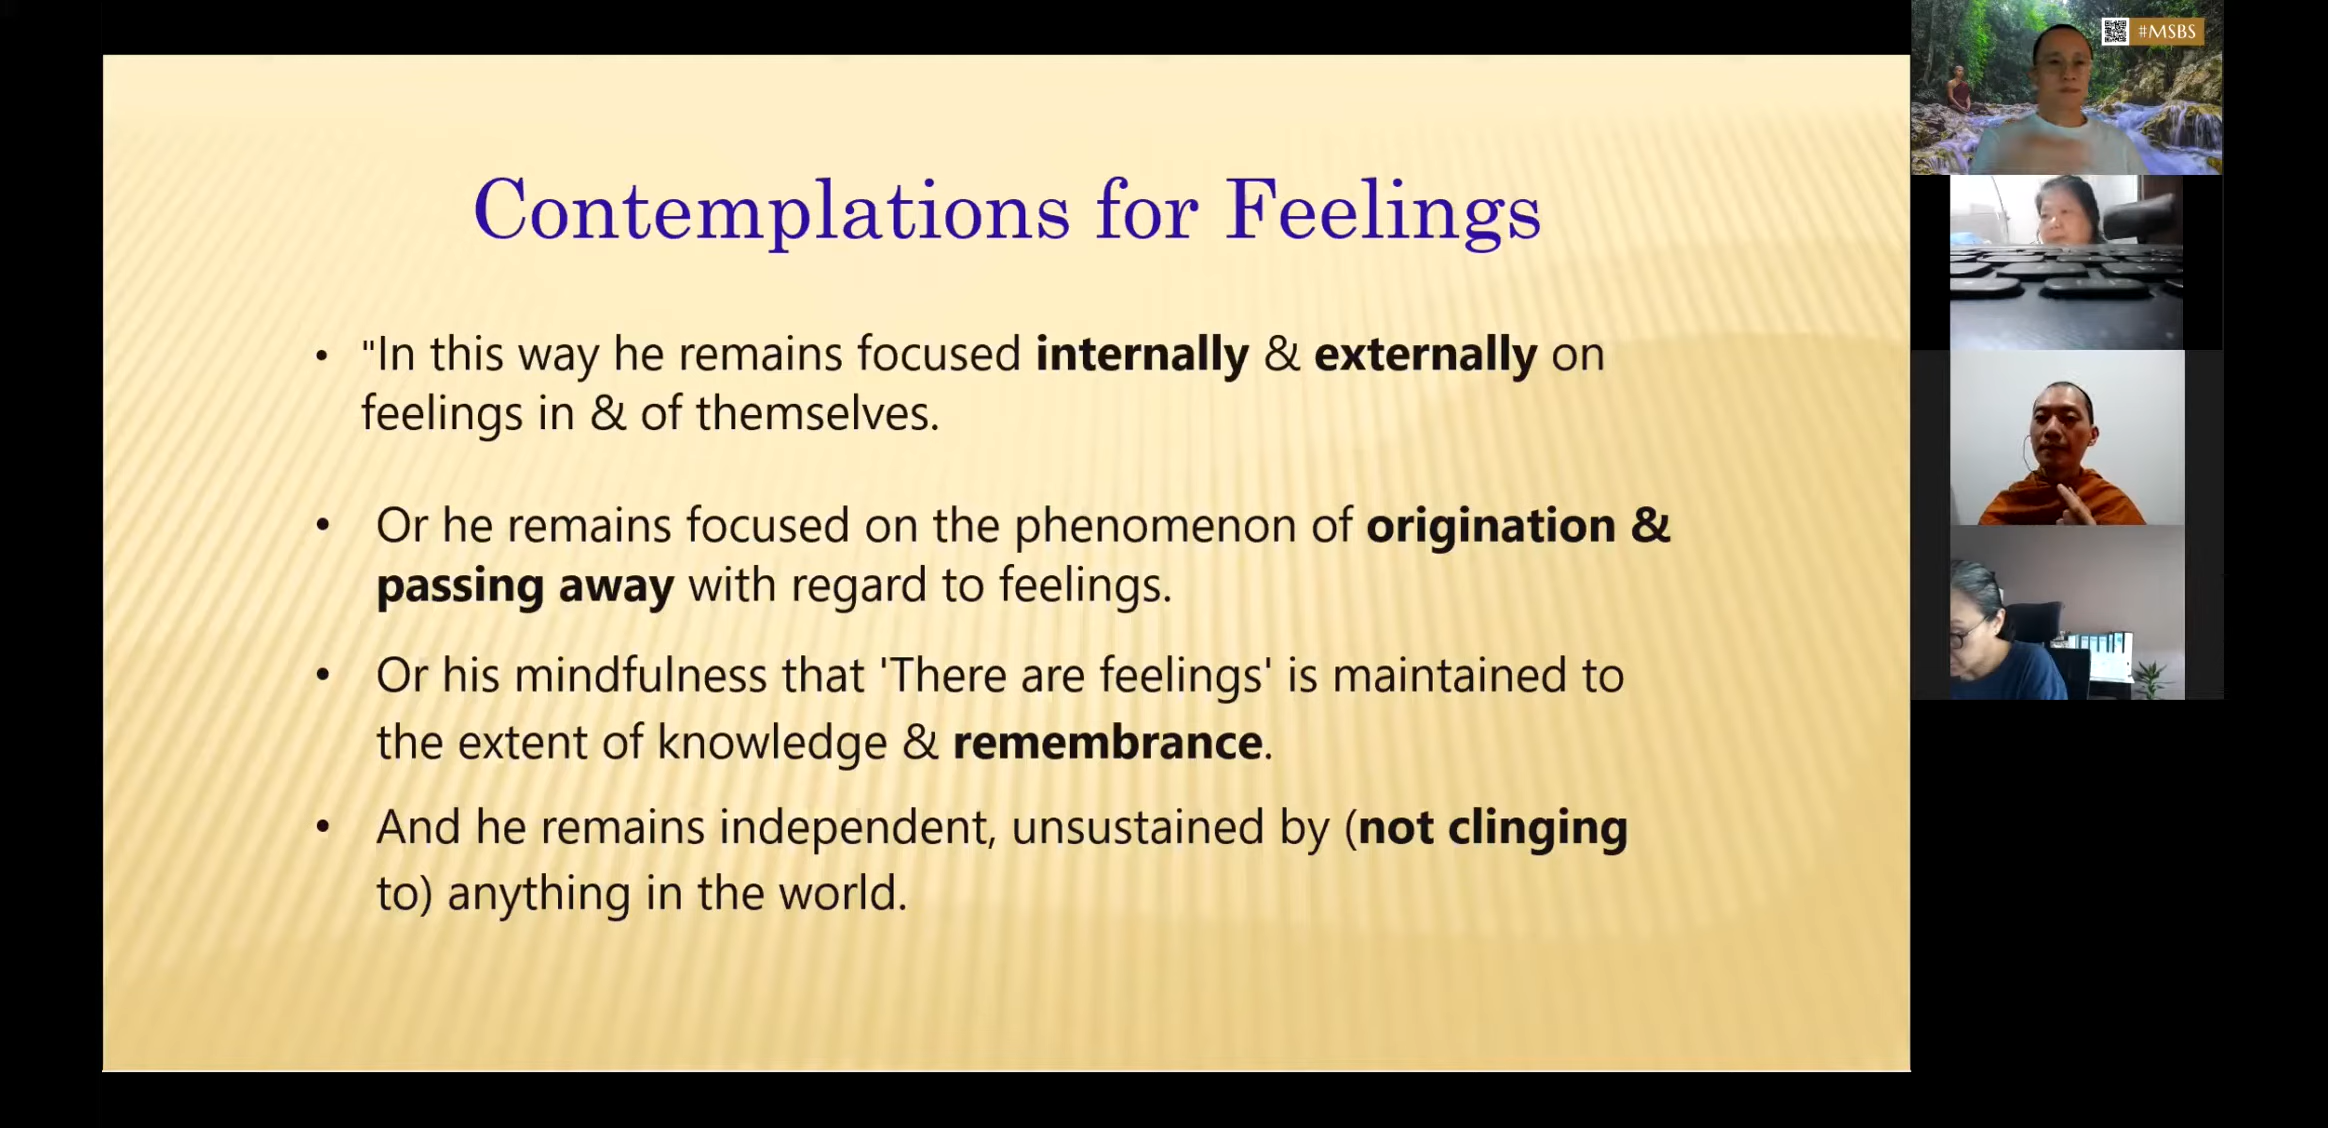 #MSBS
Contemplations for Feelings
• "In this way he remains focused internally & externally on
feelings in & of themselves.
• Or he remains focused on the phenomenon of origination &
passing away with regard to feelings.
• Or his mindfulness that 'There are feelings' is maintained to
the extent of knowledge & remembrance.
• And he remains independent, unsustained by (not clinging
to) anything in the world.